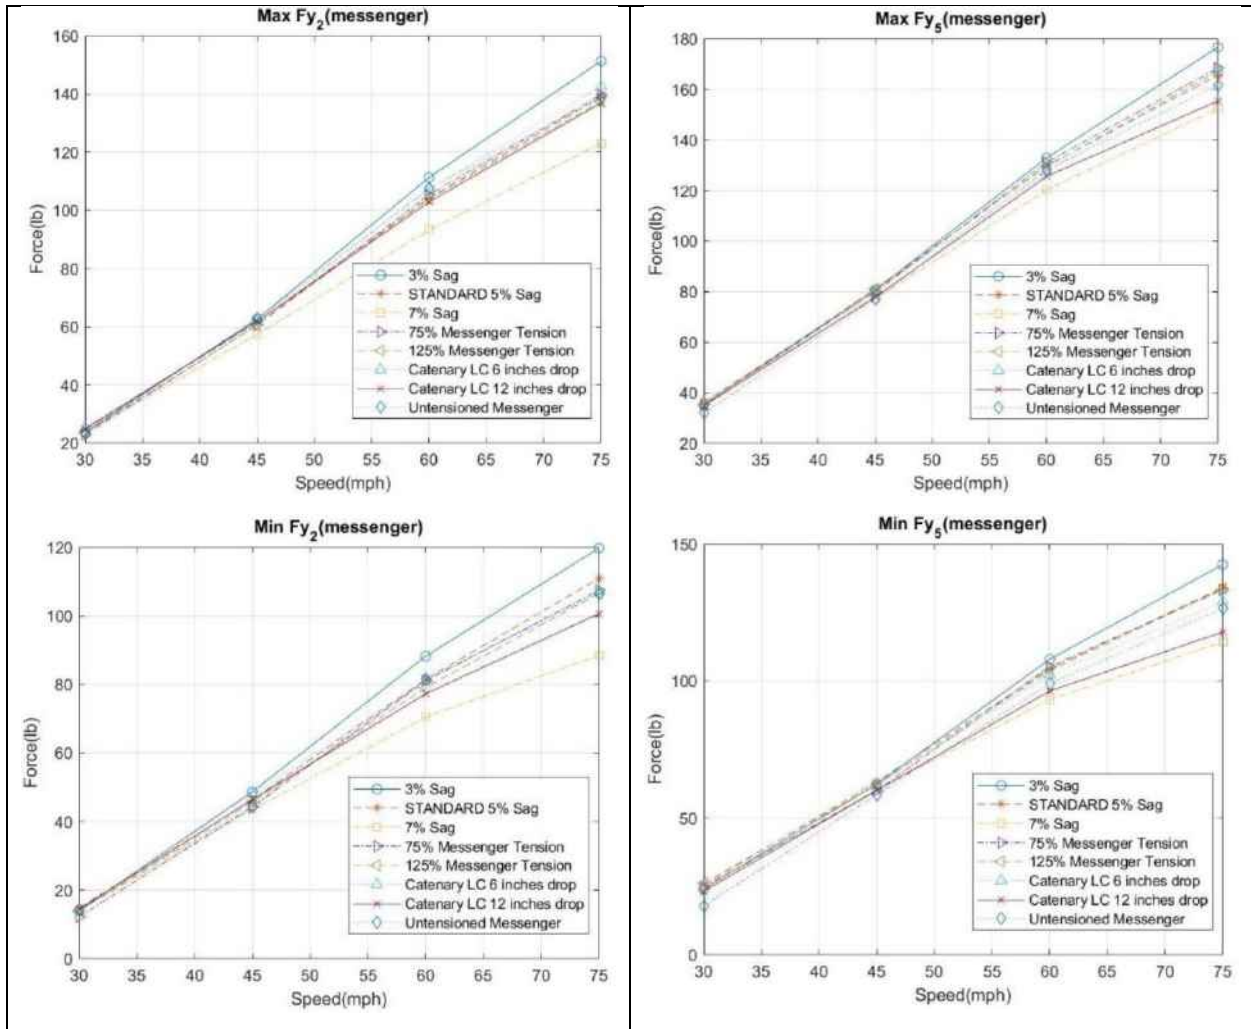 Max Fy2(messenger)
160
140
120
100
80
60
40
20
Force(lb)
3% Sag
STANDARD 5% Sag
7% Sag
75% Messenger Tension
125% Messenger Tension
Catenary LC 6 inches drop
Catenary LC 12 inches drop
Untensioned Messenger
30 35 40 45 50 55 60 65 70 75
Speed(mph)
Max Fy5(messenger)
180
160
140
120
100
80
60
40
20
Force(lb)
3% Sag
STANDARD 5% Sag
7% Sag
75% Messenger Tension
125% Messenger Tension
Catenary LC 6 inches drop
Catenary LC 12 inches drop
Untensioned Messenger
30 35 40 45 50 55 60 65 70 75
Speed(mph)
Min Fy2(messenger)
120
100
80
60
40
20
0
Force(lb)
3% Sag
STANDARD 5% Sag
7% Sag
75% Messenger Tension
125% Messenger Tension
Catenary LC 6 inches drop
Catenary LC 12 inches drop
Untensioned Messenger
30 35 40 45 50 55 60 65 70 75
Speed(mph)
Min Fy5(messenger)
150
100
50
0
Force(lb)
3% Sag
STANDARD 5% Sag
7% Sag
75% Messenger Tension
125% Messenger Tension
Catenary LC 6 inches drop
Catenary LC 12 inches drop
Untensioned Messenger
30 35 40 45 50 55 60 65 70 75
Speed(mph)